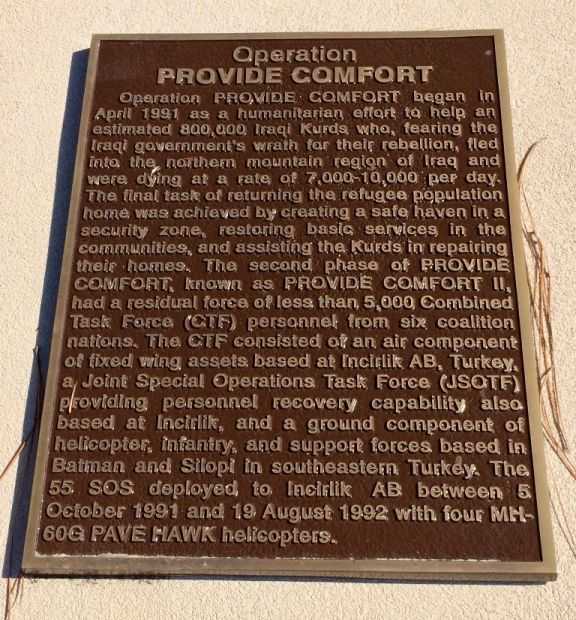 Operation
PROVIDE COMFORT
Operation PROVIDE COMFORT began in
April 1991 as a humanitarian effort to help an
estimated 800,000 Iraqi Kurds who, fearing the
Iraqi government's wrath for their rebellion, fled
into the northern mountain region of Iraq and
were dying at a rate of 7,000-10,000 per day.
The final task of returning the refugee population
home was achieved by creating a safe haven in a
security zone, restoring basic services in the
communities, and assisting the Kurds in repairing
their homes. The second phase of PROVIDE
COMFORT, known as PROVIDE COMFORT II,
had a residual force of less than 5,000 Combined
Task Force (CTF) personnel from six coalition
nations. The CTF consisted of an air component
of fixed wing assets based at Incirlik AB, Turkey,
a Joint Special Operations Task Force (JSOTF)
providing personnel recovery capability also
based at Incirlik, and a ground component of
helicopter, infantry, and support forces based in
Batman and Silopi in southeastern Turkey. The
55 SOS deployed to Incirlik AB between 5
October 1991 and 19 August 1992 with four MH-
60G PAVE HAWK helicopters.